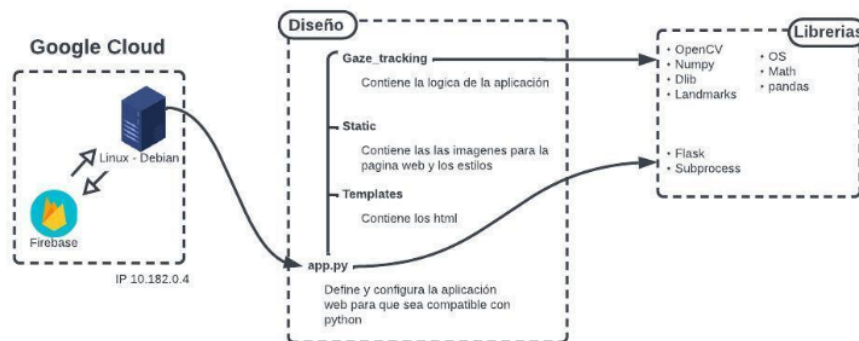 Google Cloud
Linux - Debian
Firebase
IP 10.182.0.4
Diseño
Gaze_tracking
Contiene la logica de la aplicación
Static
Contiene las las imagenes para la
pagina web y los estilos
Templates
Contiene los html
app.py
Define y configura la aplicación
web para que sea compatible con
python
Librerias
• OpenCV
• Numpy
• Dlib
• Landmarks
• OS
• Math
• pandas
• Flask
• Subprocess